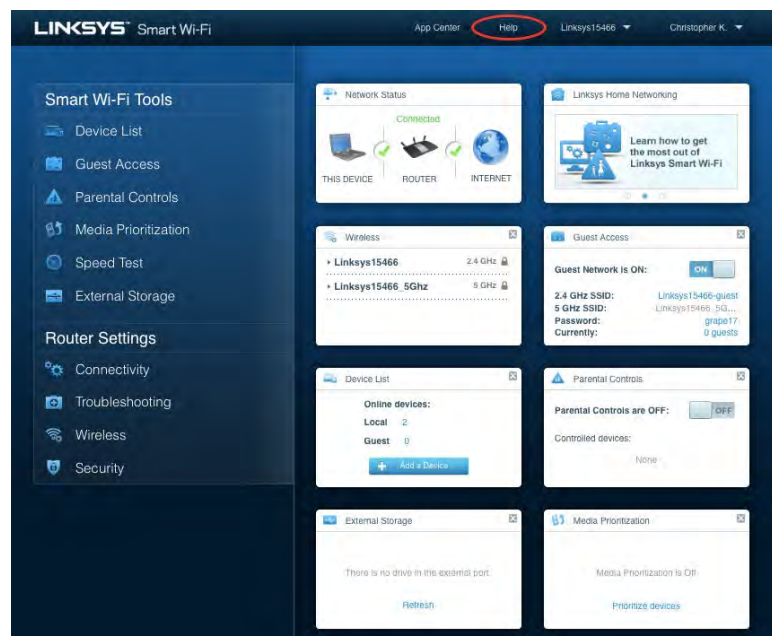 LINKSYS™ Smart Wi-Fi
App Center
Help
Linksys15466
Christopher K.
Smart Wi-Fi Tools
Device List
Guest Access
Parental Controls
Media Prioritization
Speed Test
External Storage
Router Settings
Connectivity
Troubleshooting
Wireless
Security
Network Status
Connected
THIS DEVICE
ROUTER
INTERNET
Linksys Home Networking
Learn how to get
the most out of
Linksys Smart Wi-Fi
Wireless
Linksys15466 2.4 GHz
Linksys15466_5Ghz 5 GHz
Guest Access
Guest Network is ON: ON
2.4 GHz SSID: Linksys15466-guest
5 GHz SSID: Linksys15466_5G...
Password: grape17
Currently: 0 guests
Device List
Online devices:
Local 2
Guest 0
Add a Device
Parental Controls
Parental Controls are OFF: OFF
Controlled devices:
None
External Storage
There is no drive in the external port.
Refresh
Media Prioritization
Media Prioritization is Off
Prioritize devices